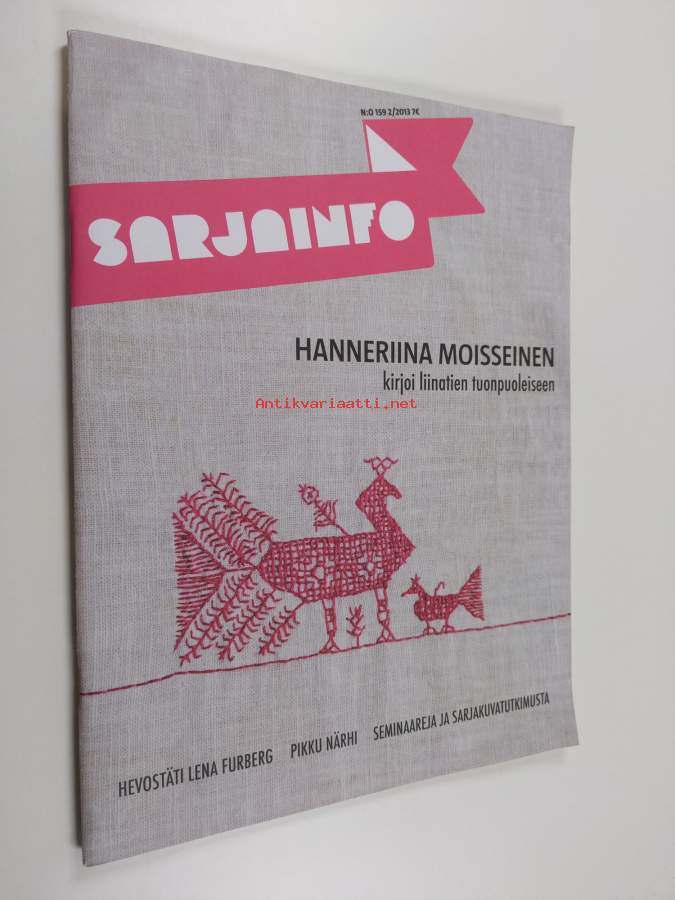 N:O 159 2/2013 7€
SARJAINFO
HANNERIINA MOISSEINEN
kirjoi liinatien tuonpuoleiseen
Antikvariaatti.net
HEVOSTÄTI LENA FURBERG PIKKU NÄRHI SEMINAAREJA JA SARJAKUVATUTKIMUSTA